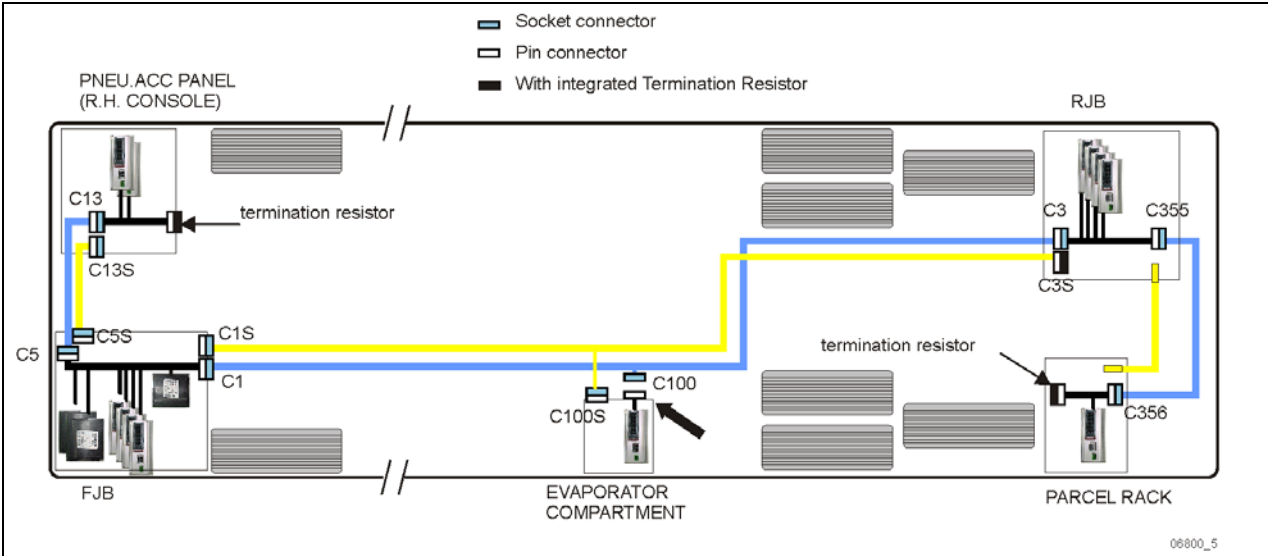 Socket connector
Pin connector
With integrated Termination Resistor
PNEU.ACC PANEL
(R.H. CONSOLE)
RJB
C13
termination resistor
C13S
C3
C355
C3S
C5
C5S
C1S
C1
termination resistor
C100
C100S
C356
FJB
EVAPORATOR
COMPARTMENT
PARCEL RACK
06800_5